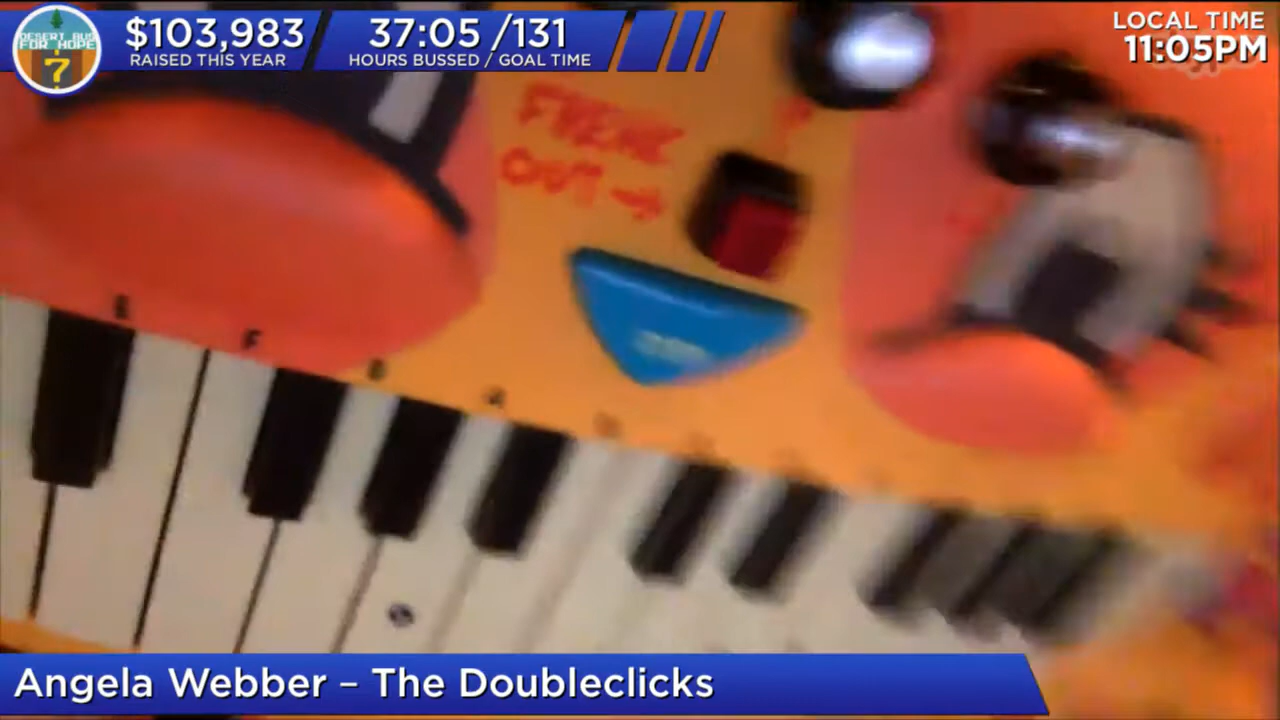 DESERT BUS
FOR HOPE
7
$103,983
RAISED THIS YEAR
37:05 /131
HOURS BUSSED / GOAL TIME
LOCAL TIME
11:05PM
FREAK
OUT →
E
F
G
A
Angela Webber – The Doubleclicks